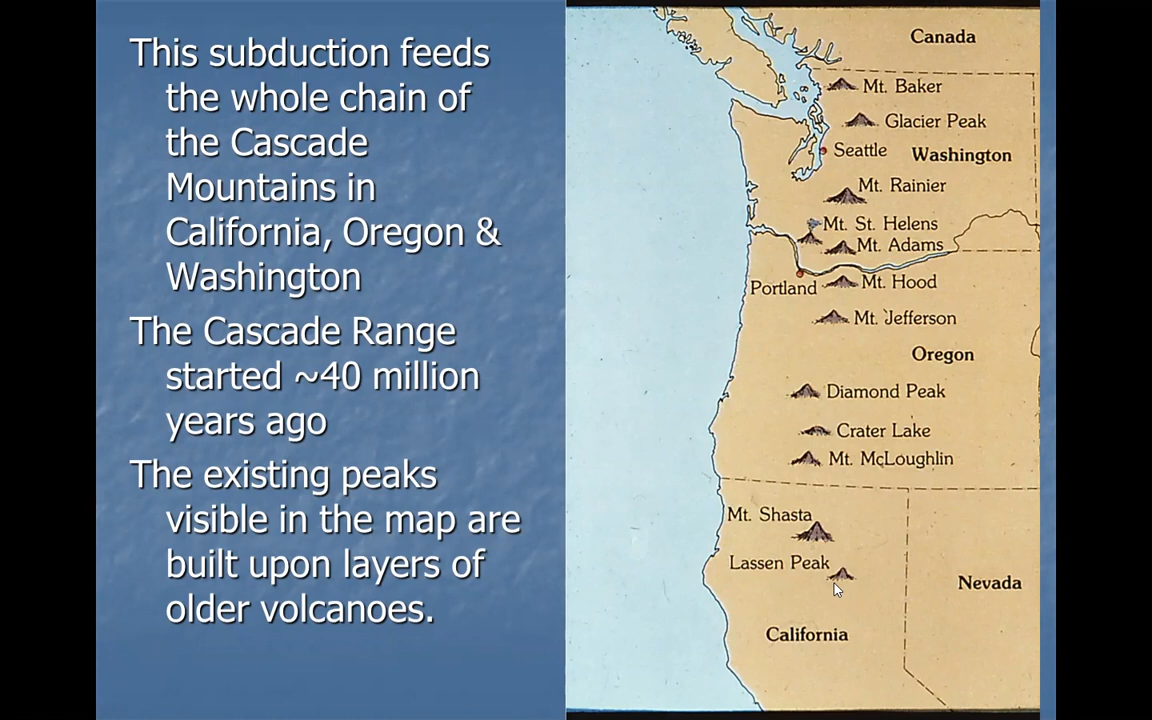 This subduction feeds
the whole chain of
the Cascade
Mountains in
California, Oregon &
Washington
The Cascade Range
started ~40 million
years ago
The existing peaks
visible in the map are
built upon layers of
older volcanoes.
Canada
Mt. Baker
Glacier Peak
Seattle
Washington
Mt. Rainier
Mt. St. Helens
Mt. Adams
Portland
Mt. Hood
Mt. Jefferson
Oregon
Diamond Peak
Crater Lake
Mt. McLoughlin
Mt. Shasta
Lassen Peak
Nevada
California